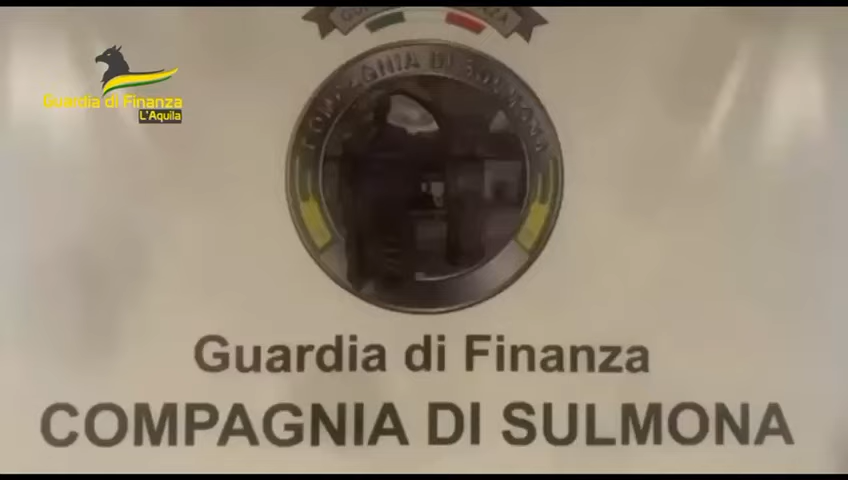 Guardia di Finanza
L'Aquila
COMPAGNIA DI SULMONA
Guardia di Finanza
COMPAGNIA DI SULMONA